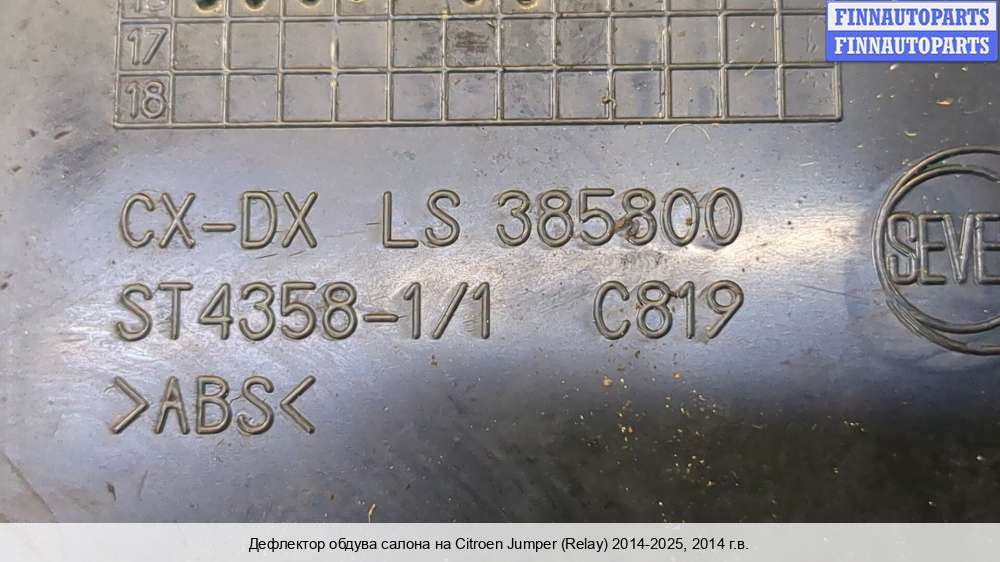 FINNAUTOPARTS
FINNAUTOPARTS
17
18
CX-DX LS 385800
ST4358-1/1 C819
>ABS<
Дефлектор обдува салона на Citroen Jumper (Relay) 2014-2025, 2014 г.в.